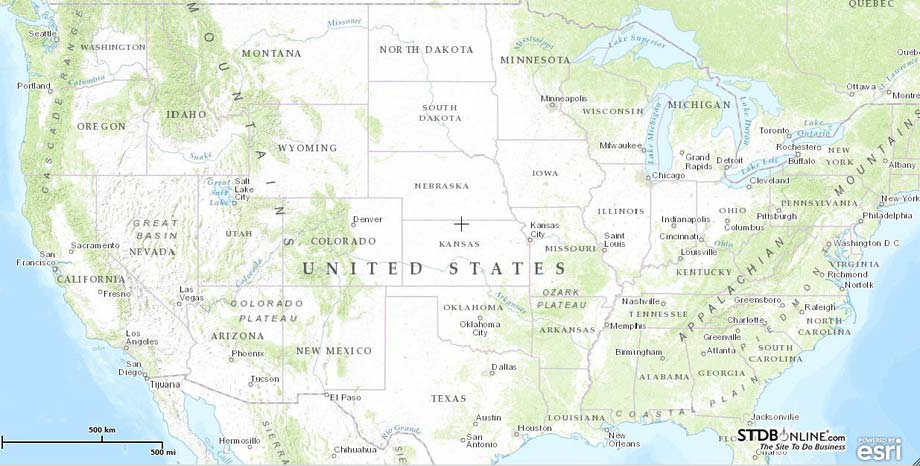 QUEBEC
Seattle
WASHINGTON
MONTANA
Missouri
NORTH DAKOTA
MINNESOTA
Mississippi
Lake Superior
Québe
St. Lawrence
Portland
Columbia
CASCADE RANGE
MOUNTAINS
IDAHO
OREGON
SOUTH
DAKOTA
Minneapolis
WISCONSIN
MICHIGAN
Ottawa
Montre
Lake Michigan
Lake Huron
Toronto
Lake
Ontario
Rochester
Snake
WYOMING
Milwaukee
Grand
Rapids
Detroit
Lake Erie
Buffalo
NEW
YORK
Albany
Chicago
Cleveland
Great
Salt
Lake
Salt
Lake
City
NEBRASKA
IOWA
PENNSYLVANIA
New York
GREAT
BASIN
NEVADA
UTAH
Denver
COLORADO
KANSAS
Kansas
City
ILLINOIS
Indianapolis
OHIO
Columbus
Pittsburgh
Philadelphia
Sacramento
San
Francisco
MISSOURI
Saint
Louis
Cincinnati
Louisville
Ohio
Washington D.C.
CALIFORNIA
Fresno
Colorado
UNITED STATES
KENTUCKY
VIRGINIA
Richmond
Norfolk
Las
Vegas
COLORADO
PLATEAU
OZARK
PLATEAU
APPALACHIAN MOUNTAINS
PIEDMONT
OKLAHOMA
Arkansas
Nashville
TENNESSEE
Greensboro
Raleigh
Los
Angeles
ARIZONA
Oklahoma
City
ARKANSAS
Memphis
Charlotte
NORTH
CAROLINA
Phoenix
NEW MEXICO
Birmingham
Greenville
Atlanta
SOUTH
CAROLINA
San
Diego
Tijuana
Tucson
Dallas
ALABAMA
GEORGIA
El Paso
TEXAS
COASTAL PLAIN
LOUISIANA
Austin
Jacksonville
Hermosillo
Rio Grande
San
Antonio
Houston
New
Orleans
Chihuahua
500 km
500 mi
STDBONLINE.com
The Site To Do Business
POWERED BY
esri